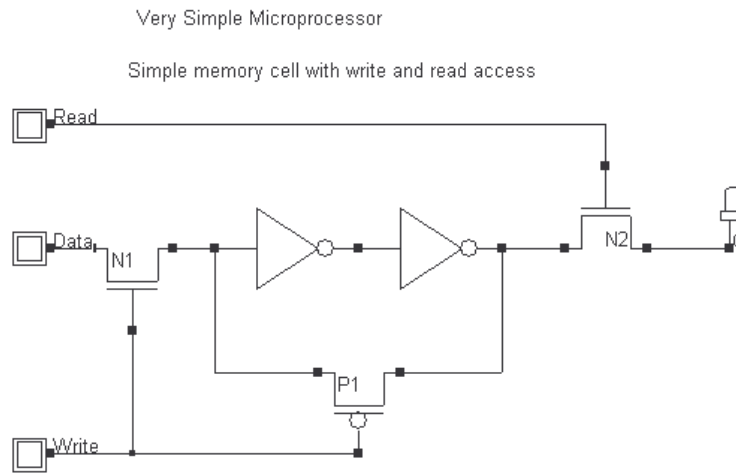 Very Simple Microprocessor
Simple memory cell with write and read access
Read
Data
N1
N2
P1
Write